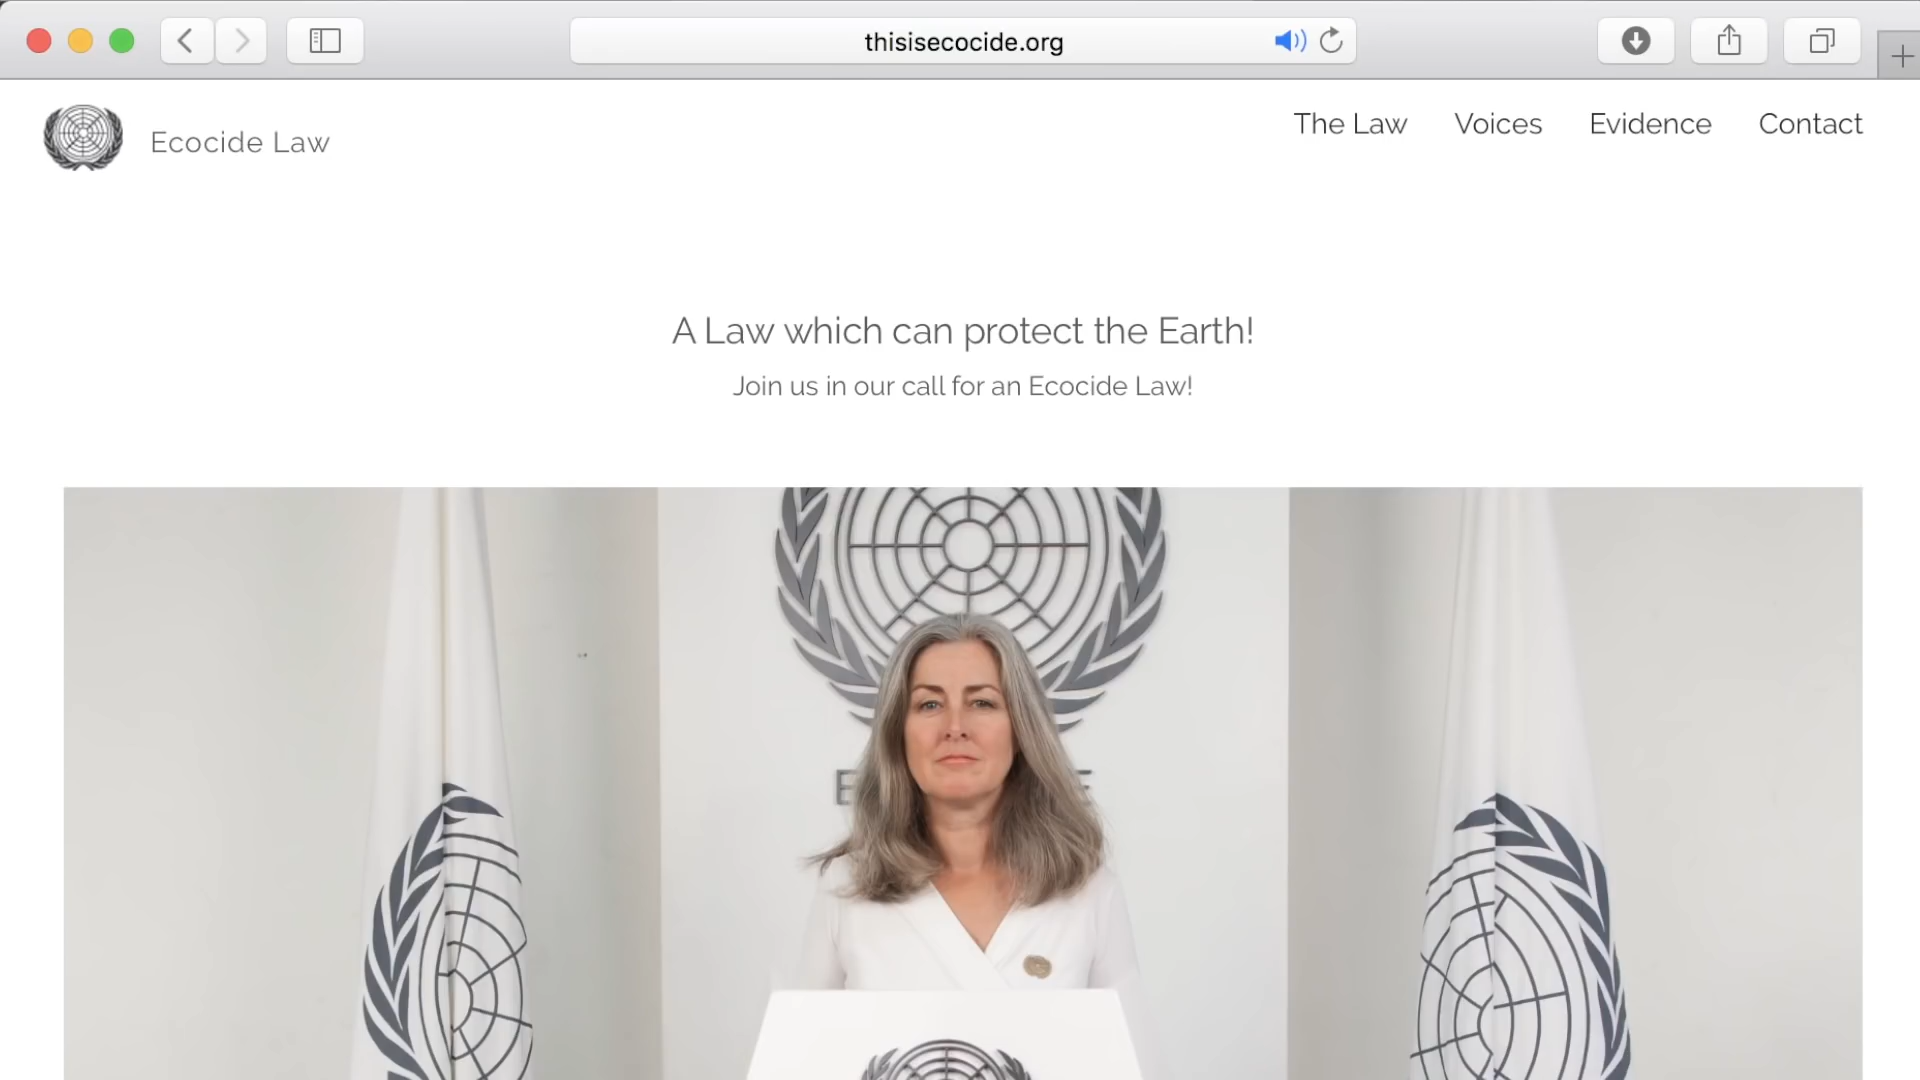 thisisecocide.org
Ecocide Law
The Law
Voices
Evidence
Contact
A Law which can protect the Earth!
Join us in our call for an Ecocide Law!